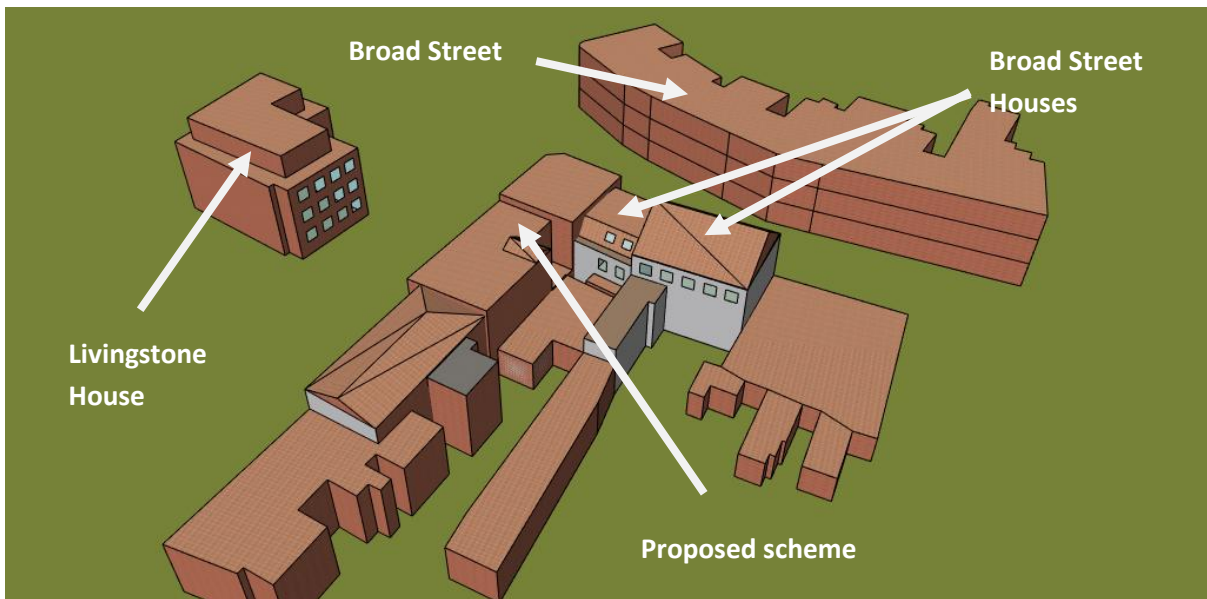 Broad Street
Broad Street
Houses
Livingstone
House
Proposed scheme